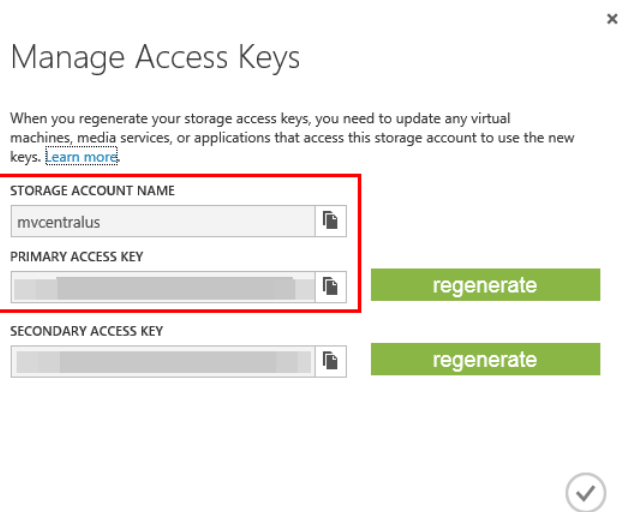 Manage Access Keys
When you regenerate your storage access keys, you need to update any virtual
machines, media services, or applications that access this storage account to use the new
keys. Learn more.
STORAGE ACCOUNT NAME
mvcentralus
PRIMARY ACCESS KEY
regenerate
SECONDARY ACCESS KEY
regenerate